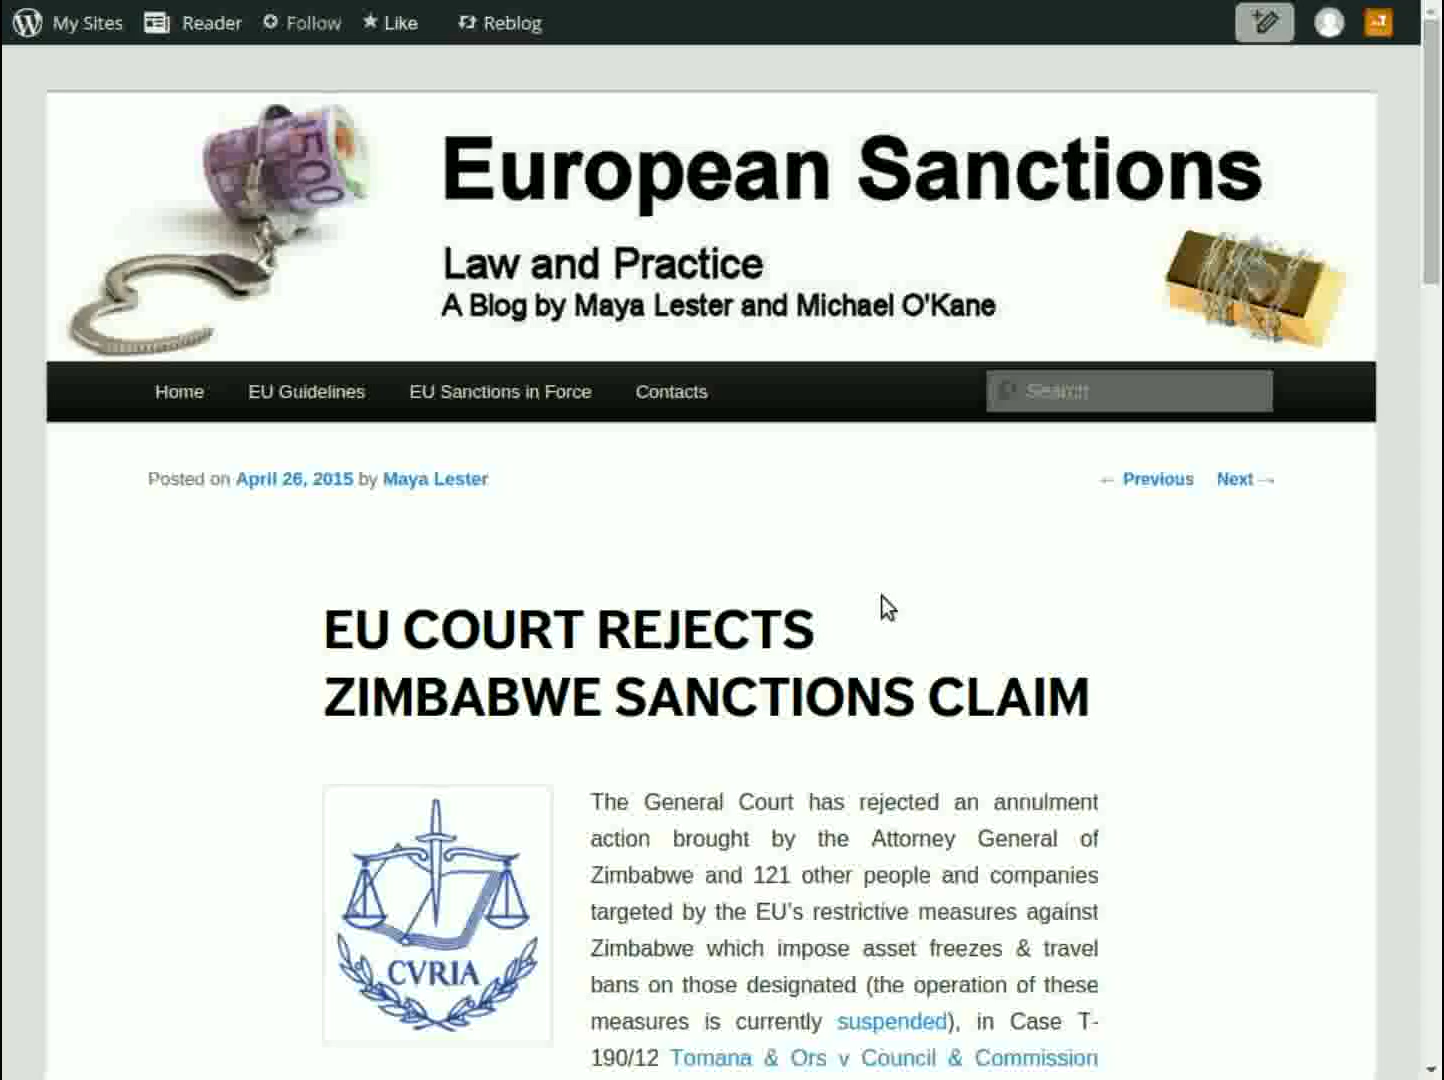 My Sites Reader Follow Like Reblog
500
European Sanctions
Law and Practice
A Blog by Maya Lester and Michael O'Kane
Home EU Guidelines EU Sanctions in Force Contacts Search
Posted on April 26, 2015 by Maya Lester ← Previous Next →
EU COURT REJECTS
ZIMBABWE SANCTIONS CLAIM
CVRIA
The General Court has rejected an annulment
action brought by the Attorney General of
Zimbabwe and 121 other people and companies
targeted by the EU's restrictive measures against
Zimbabwe which impose asset freezes & travel
bans on those designated (the operation of these
measures is currently suspended), in Case T-
190/12 Tomana & Ors v Council & Commission